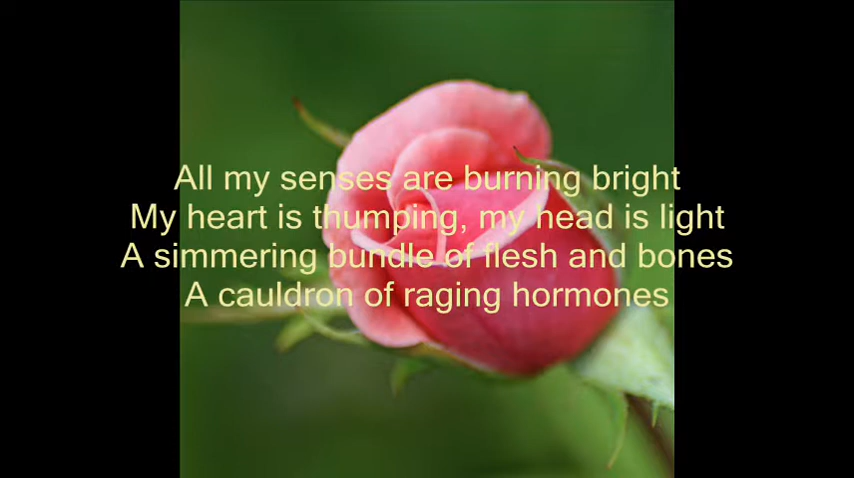 All my senses are burning bright
My heart is thumping, my head is light
A simmering bundle of flesh and bones
A cauldron of raging hormones